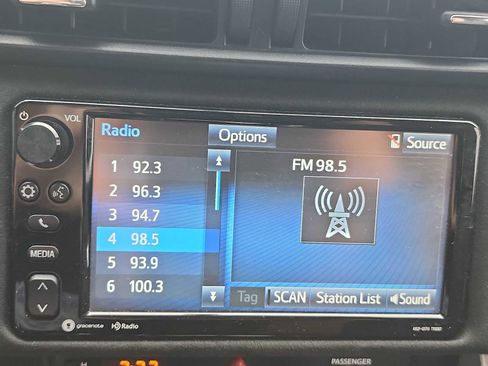 VOL
Radio
Options
Source
1 92.3
2 96.3
3 94.7
4 98.5
5 93.9
6 100.3
FM 98.5
MEDIA
Tag
SCAN
Station List
Sound
gracenote
HD Radio
H
PASSENGER